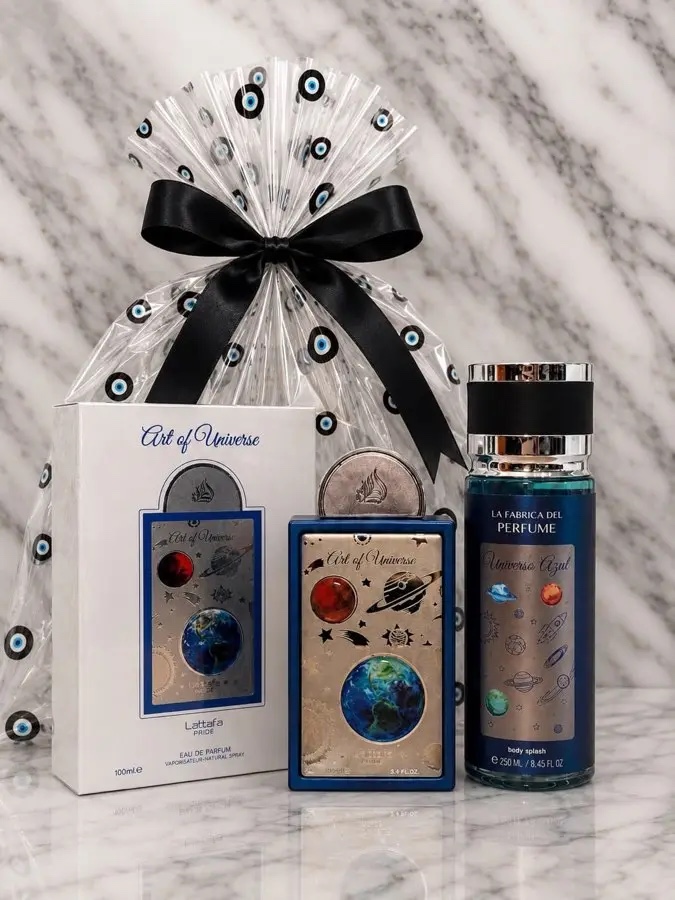 Art of Universe
Art of Universe
Lattafa
PRIDE
EAU DE PARFUM
VAPORISATEUR-NATURAL SPRAY
100ml.e
Art of Universe
3.4 FL.OZ.
LA FABRICA DEL
PERFUME
Universo Azul
body splash
e 250 ML / 8.45 FL OZ